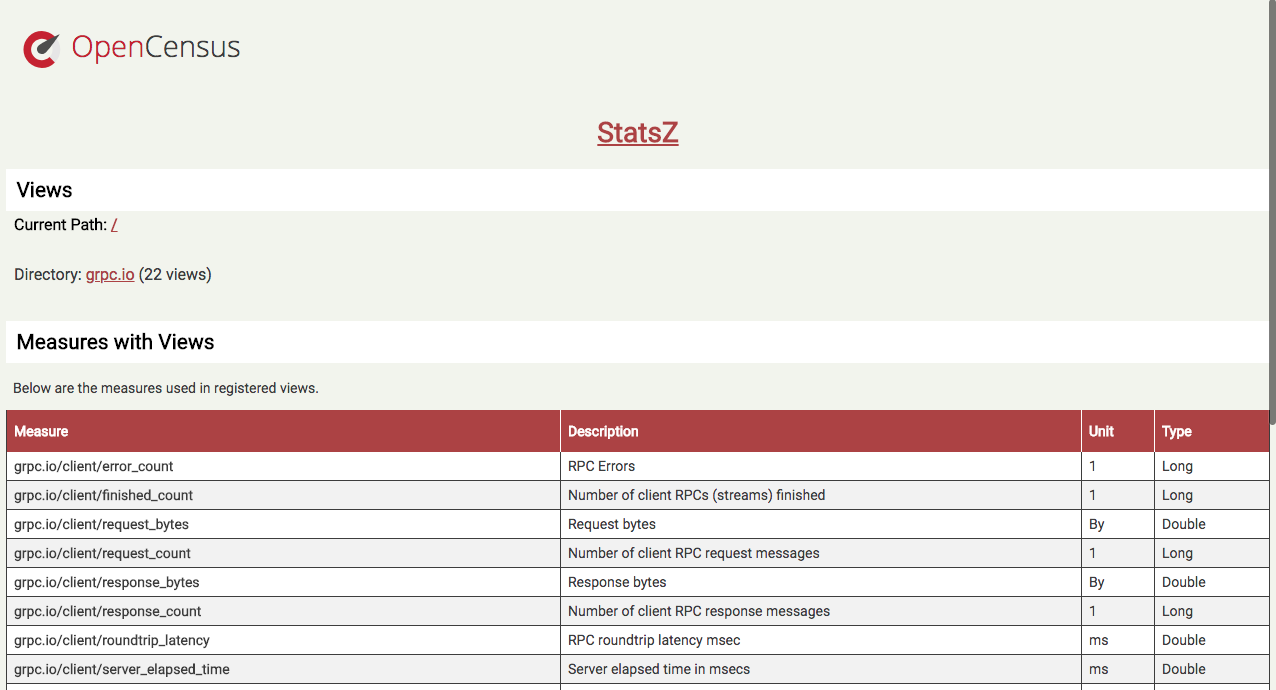 OpenCensus
StatsZ
Views
Current Path: /
Directory: grpc.io (22 views)
Measures with Views
Below are the measures used in registered views.
Measure Description Unit Type
grpc.io/client/error_count RPC Errors 1 Long
grpc.io/client/finished_count Number of client RPCs (streams) finished 1 Long
grpc.io/client/request_bytes Request bytes By Double
grpc.io/client/request_count Number of client RPC request messages 1 Long
grpc.io/client/response_bytes Response bytes By Double
grpc.io/client/response_count Number of client RPC response messages 1 Long
grpc.io/client/roundtrip_latency RPC roundtrip latency msec ms Double
grpc.io/client/server_elapsed_time Server elapsed time in msecs ms Double